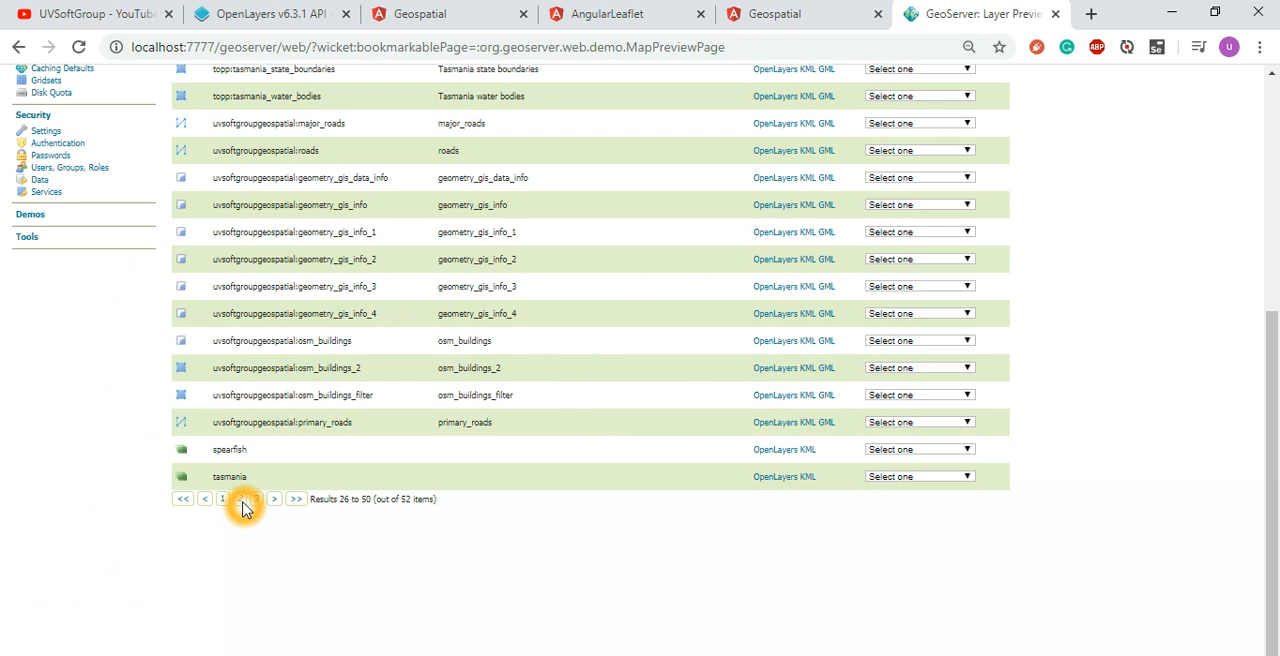 UVSoftGroup - YouTube
OpenLayers v6.3.1 API -
Geospatial
AngularLeaflet
Geospatial
GeoServer: Layer Previe
localhost:7777/geoserver/web/?wicket:bookmarkablePage=:org.geoserver.web.demo.MapPreviewPage
ABP
Se
U
Caching Defaults
Gridsets
Disk Quota
Security
Settings
Authentication
Passwords
Users, Groups, Roles
Data
Services
Demos
Tools
topp:tasmania_state_boundaries Tasmania state boundaries OpenLayers KML GML Select one
topp:tasmania_water_bodies Tasmania water bodies OpenLayers KML GML Select one
uvsoftgroupgeospatial:major_roads major_roads OpenLayers KML GML Select one
uvsoftgroupgeospatial:roads roads OpenLayers KML GML Select one
uvsoftgroupgeospatial:geometry_gis_data_info geometry_gis_data_info OpenLayers KML GML Select one
uvsoftgroupgeospatial:geometry_gis_info geometry_gis_info OpenLayers KML GML Select one
uvsoftgroupgeospatial:geometry_gis_info_1 geometry_gis_info_1 OpenLayers KML GML Select one
uvsoftgroupgeospatial:geometry_gis_info_2 geometry_gis_info_2 OpenLayers KML GML Select one
uvsoftgroupgeospatial:geometry_gis_info_3 geometry_gis_info_3 OpenLayers KML GML Select one
uvsoftgroupgeospatial:geometry_gis_info_4 geometry_gis_info_4 OpenLayers KML GML Select one
uvsoftgroupgeospatial:osm_buildings osm_buildings OpenLayers KML GML Select one
uvsoftgroupgeospatial:osm_buildings_2 osm_buildings_2 OpenLayers KML GML Select one
uvsoftgroupgeospatial:osm_buildings_filter osm_buildings_filter OpenLayers KML GML Select one
uvsoftgroupgeospatial:primary_roads primary_roads OpenLayers KML GML Select one
spearfish OpenLayers KML Select one
tasmania OpenLayers KML Select one
<< < 1 2 3 > >> Results 26 to 50 (out of 52 items)